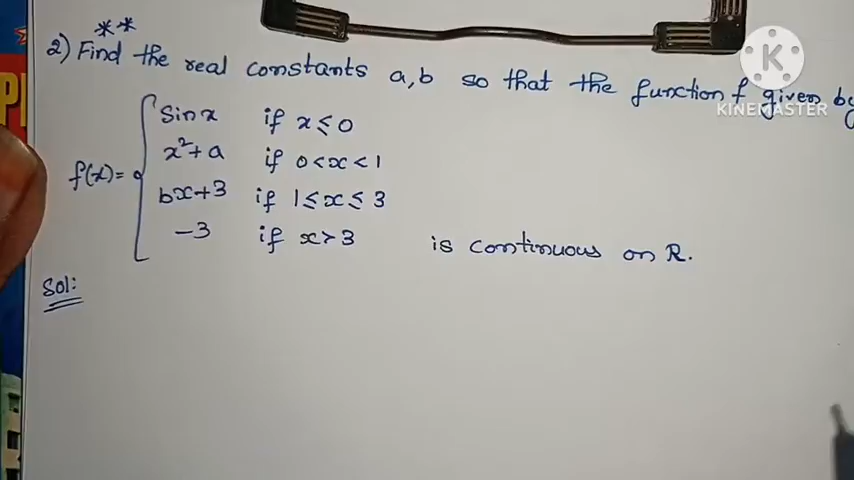 **
2) Find the real constants a,b so that the function f given by
f(x)=
sin x if x≤0
x²+a if 0<x<1
bx+3 if 1≤x≤3
-3 if x>3 is continuous on R.
Sol:
K
KINEMASTER